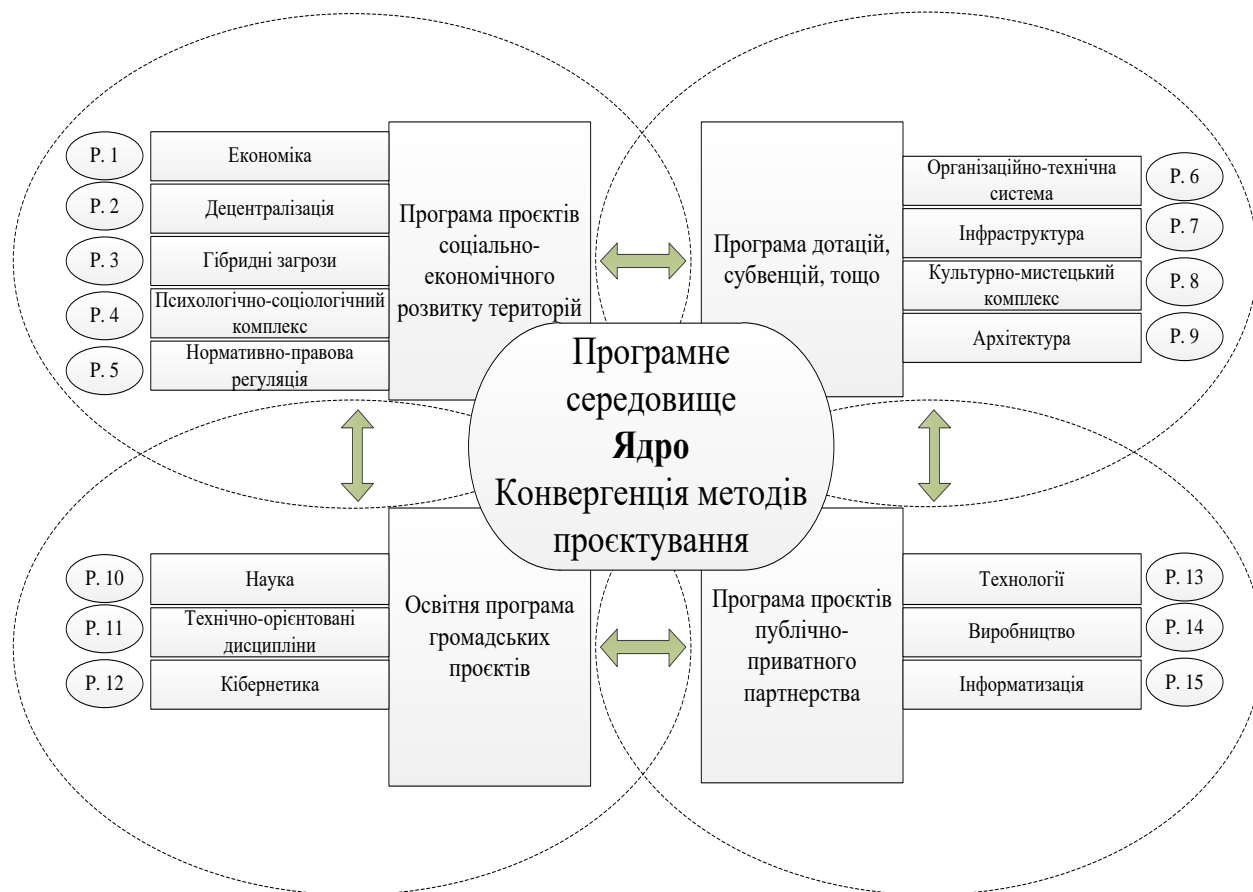 Р. 1
Економіка
Р. 2
Децентралізація
Р. 3
Гібридні загрози
Р. 4
Психологічно-соціологічний
комплекс
Р. 5
Нормативно-правова
регуляція
Програма проєктів
соціально-
економічного
розвитку територій
Програма дотацій,
субвенцій, тощо
Організаційно-технічна
система
Р. 6
Інфраструктура
Р. 7
Культурно-мистецький
комплекс
Р. 8
Архітектура
Р. 9
Програмне
середовище
Ядро
Конвергенція методів
проєктування
Р. 10
Наука
Р. 11
Технічно-орієнтовані
дисципліни
Р. 12
Кібернетика
Освітня програма
громадських
проєктів
Програма проєктів
публічно-
приватного
партнерства
Технології
Р. 13
Виробництво
Р. 14
Інформатизація
Р. 15